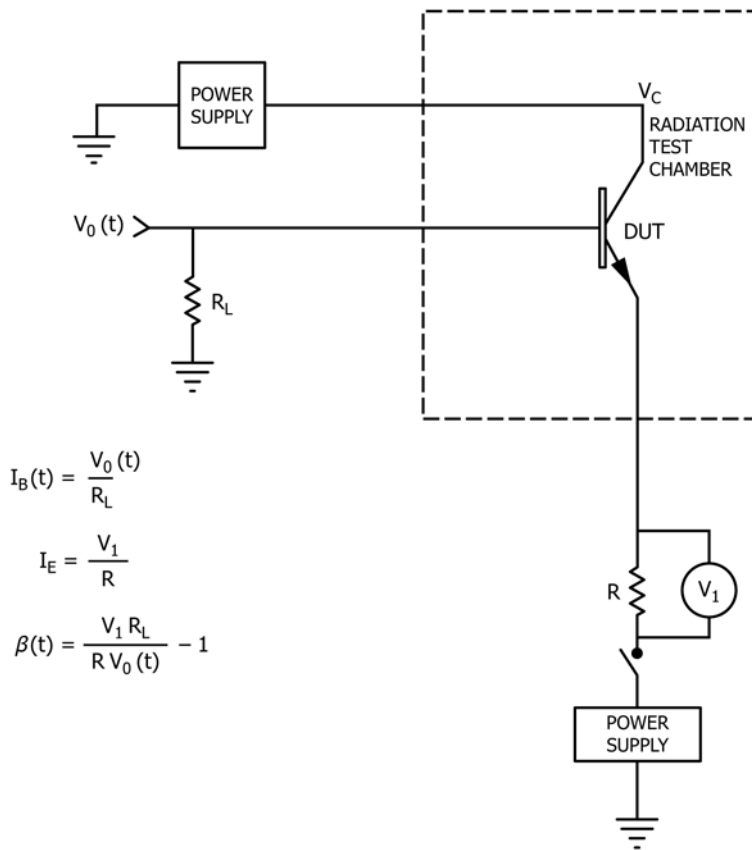 POWER
SUPPLY
V_C
RADIATION
TEST
CHAMBER
V_0 (t)
DUT
R_L
I_B(t) = V_0 (t) / R_L
I_E = V_1 / R
β(t) = V_1 R_L / R V_0 (t) − 1
R
V_1
POWER
SUPPLY